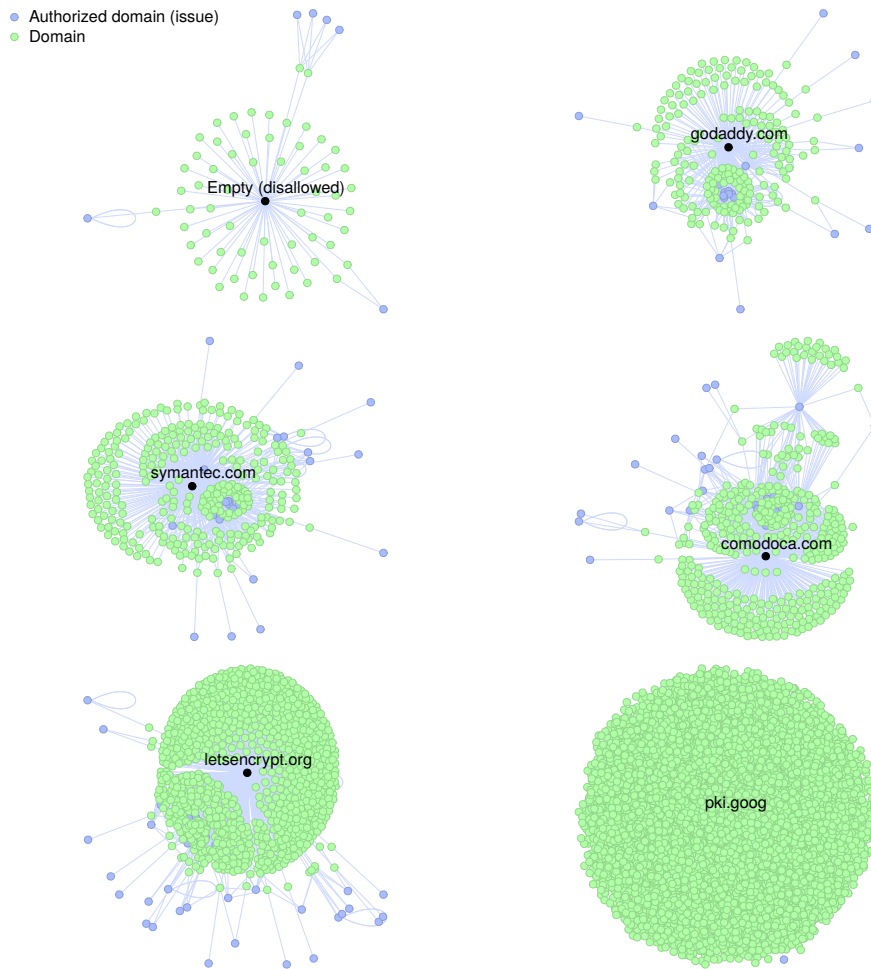 Authorized domain (issue)
Domain
Empty (disallowed)
godaddy.com
symantec.com
comodoca.com
letsencrypt.org
pki.goog